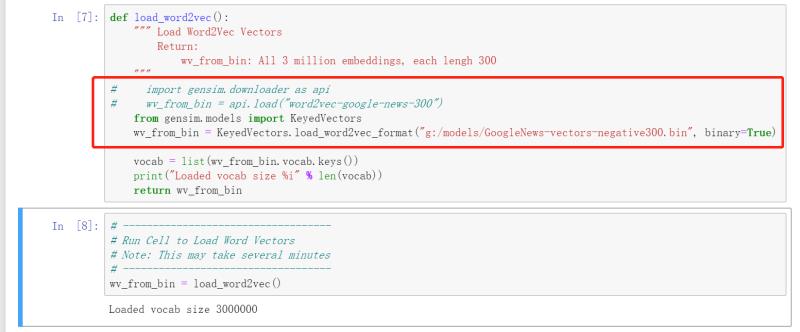 In [7]: def load_word2vec():
""" Load Word2Vec Vectors
Return:
wv_from_bin: All 3 million embeddings, each lengh 300
"""
# import gensim.downloader as api
# wv_from_bin = api.load("word2vec-google-news-300")
from gensim.models import KeyedVectors
wv_from_bin = KeyedVectors.load_word2vec_format("g:/models/GoogleNews-vectors-negative300.bin", binary=True)
vocab = list(wv_from_bin.vocab.keys())
print("Loaded vocab size %i" % len(vocab))
return wv_from_bin
In [8]: # -----------------------------------
# Run Cell to Load Word Vectors
# Note: This may take several minutes
# -----------------------------------
wv_from_bin = load_word2vec()
Loaded vocab size 3000000